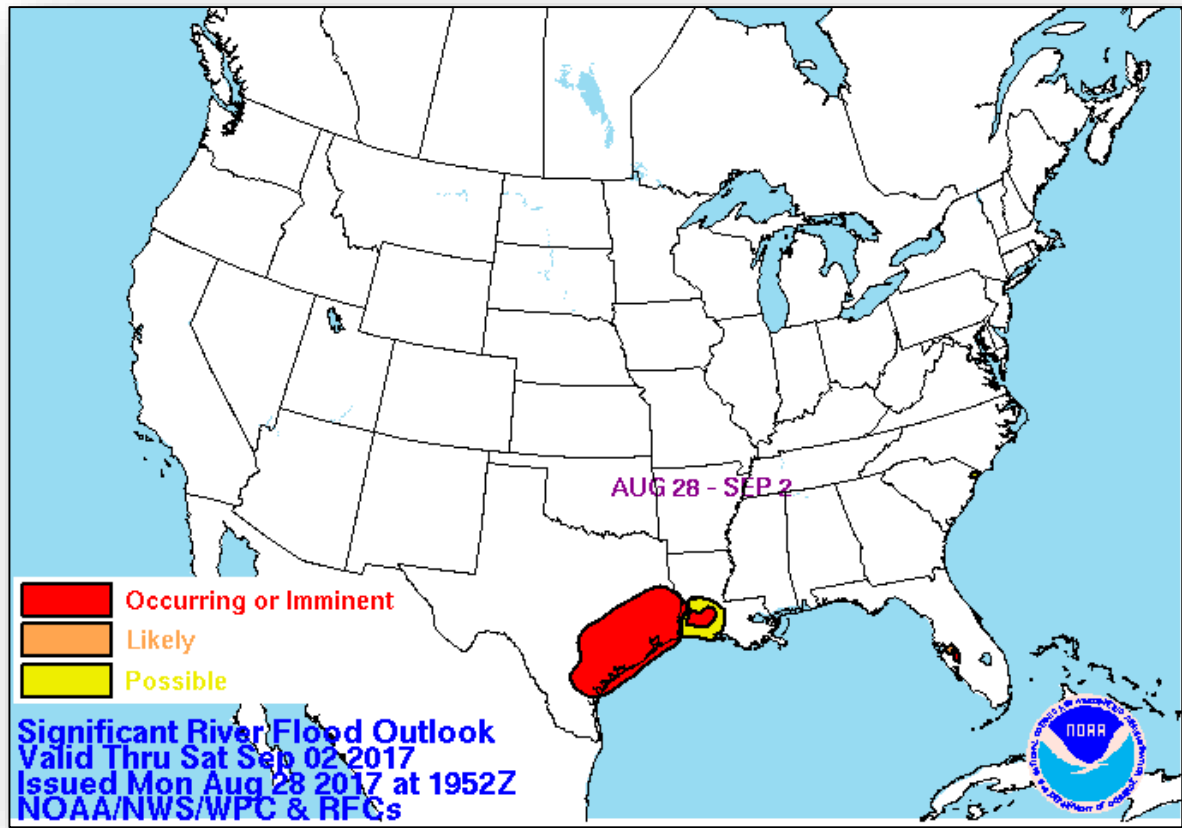 AUG 28 - SEP 2
Occurring or Imminent
Likely
Possible
Significant River Flood Outlook
Valid Thru Sat Sep 02 2017
Issued Mon Aug 28 2017 at 1952Z
NOAA/NWS/WPC & RFCs
NOAA